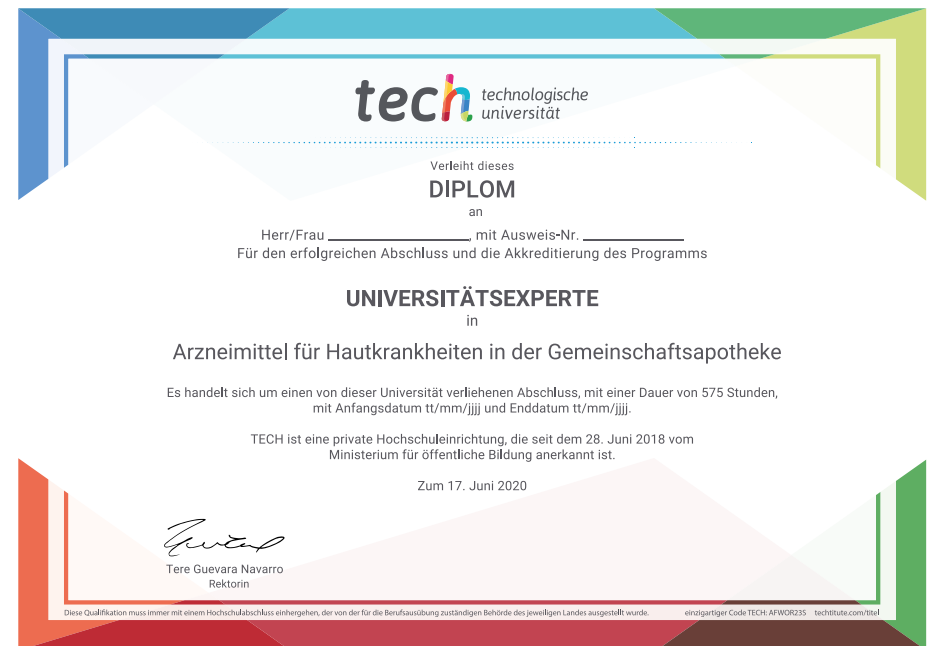 tech technologische
universität
Verleiht dieses
DIPLOM
an
Herr/Frau ____________________, mit Ausweis-Nr. ______________
Für den erfolgreichen Abschluss und die Akkreditierung des Programms
UNIVERSITÄTSEXPERTE
in
Arzneimittel für Hautkrankheiten in der Gemeinschaftsapotheke
Es handelt sich um einen von dieser Universität verliehenen Abschluss, mit einer Dauer von 575 Stunden,
mit Anfangsdatum tt/mm/jjjj und Enddatum tt/mm/jjjj.
TECH ist eine private Hochschuleinrichtung, die seit dem 28. Juni 2018 vom
Ministerium für öffentliche Bildung anerkannt ist.
Zum 17. Juni 2020
Tere Guevara Navarro
Rektorin
Diese Qualifikation muss immer mit einem Hochschulabschluss einhergehen, der von der für die Berufsausübung zuständigen Behörde des jeweiligen Landes ausgestellt wurde. einzigartiger Code TECH: AFWOR23S techtitute.com/titel